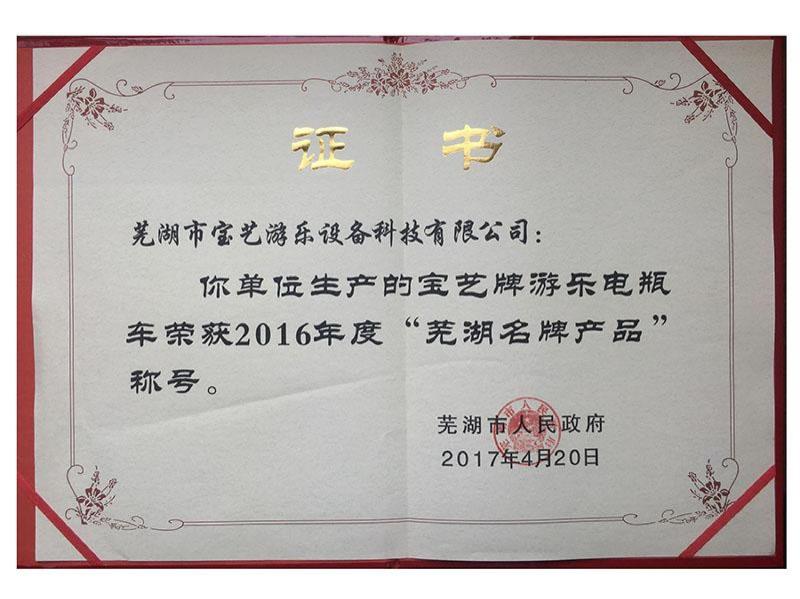 证书
芜湖市宝艺游乐设备科技有限公司：
你单位生产的宝艺牌游乐电瓶
车荣获2016年度“芜湖名牌产品”
称号。
芜湖市人民政府
2017年4月20日